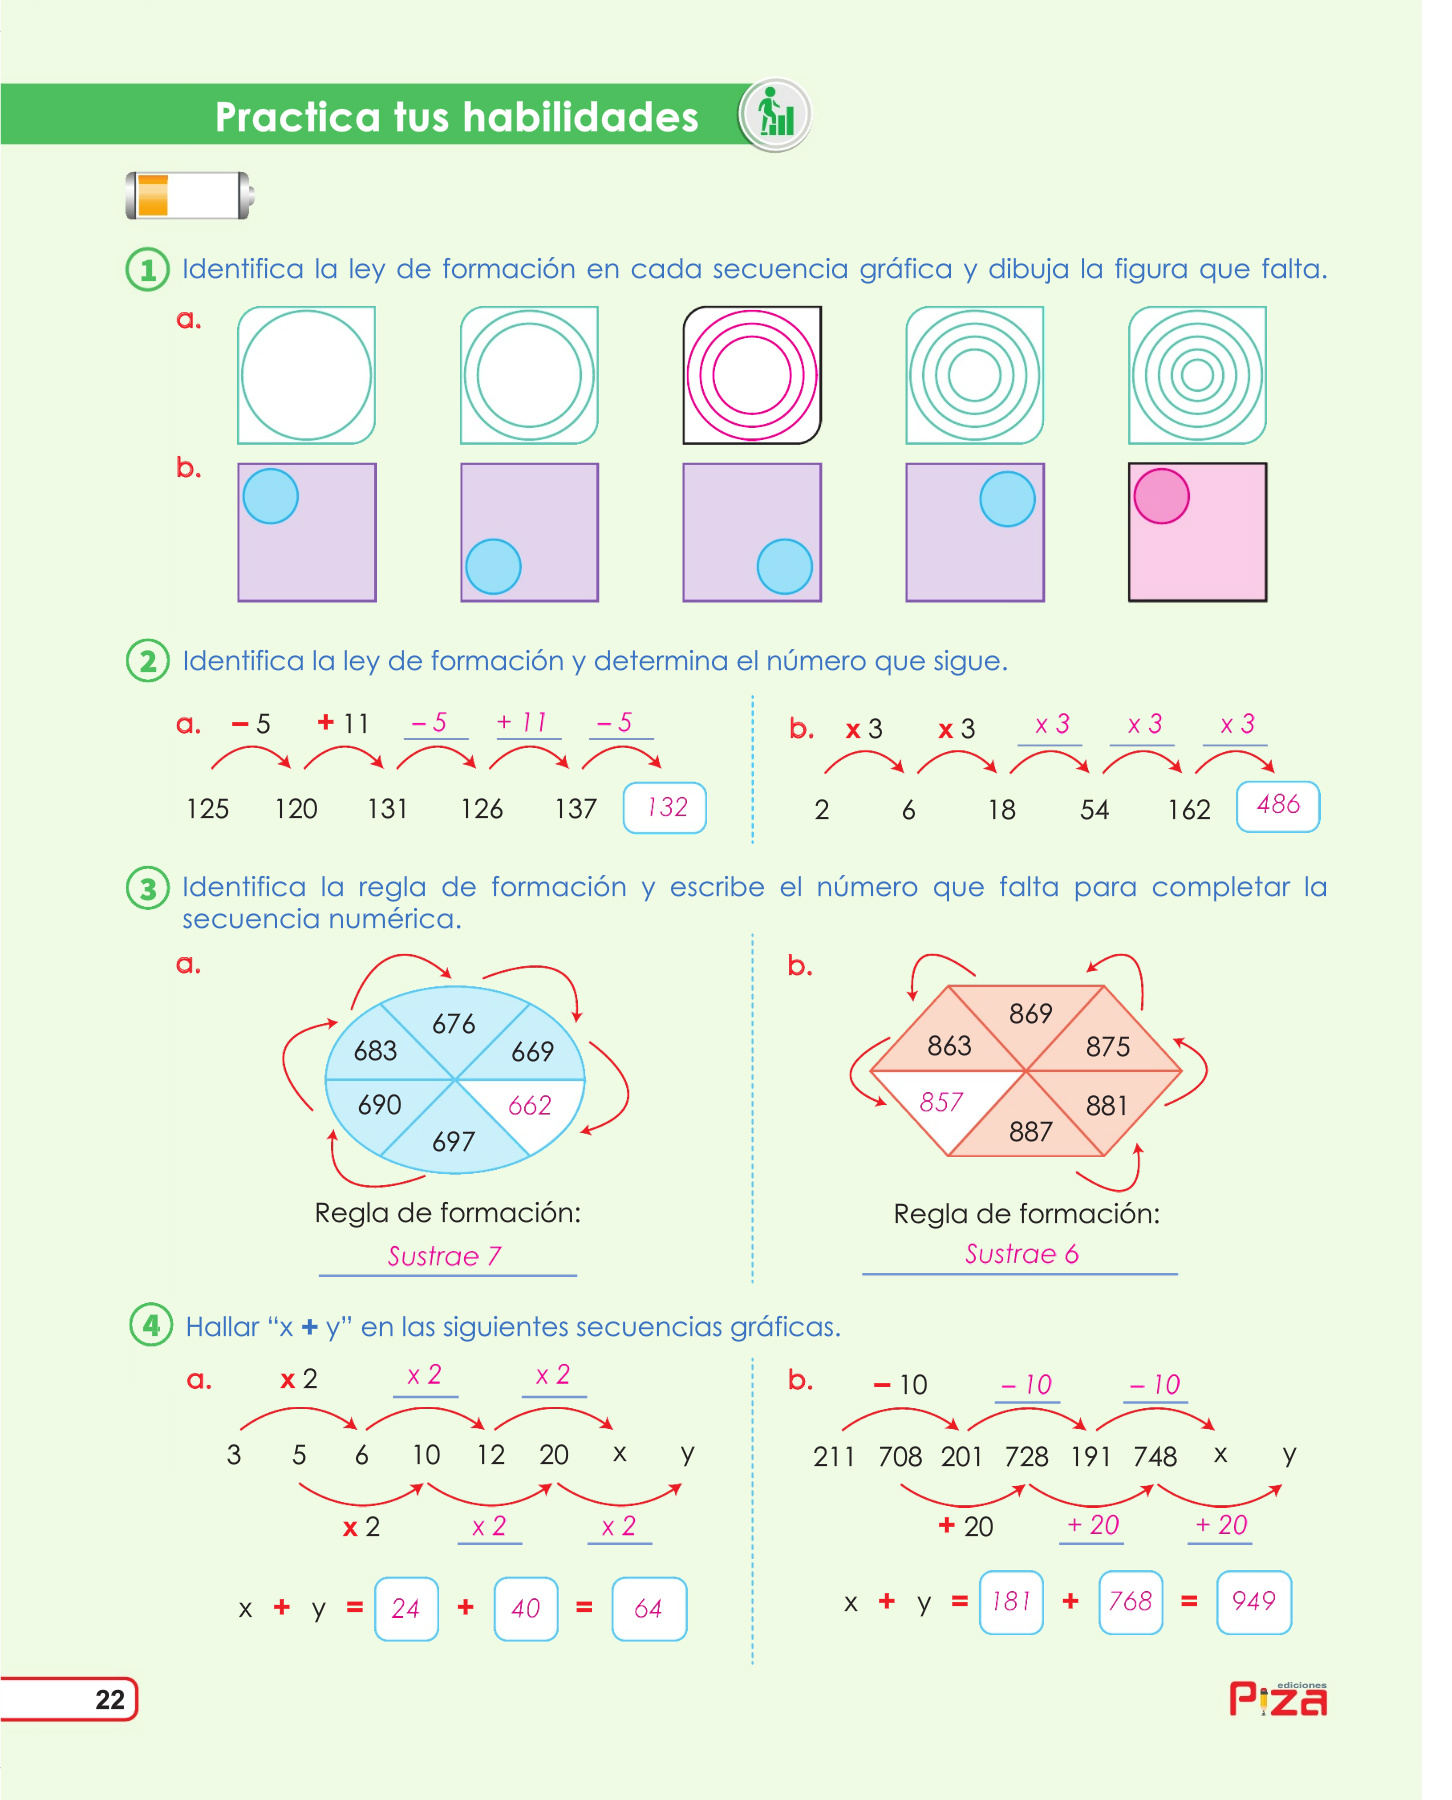 Practica tus habilidades
1 Identifica la ley de formación en cada secuencia gráfica y dibuja la figura que falta.
a.
b.
2 Identifica la ley de formación y determina el número que sigue.
a. – 5 + 11 – 5 + 11 – 5
125 120 131 126 137 132
b. x 3 x 3 x 3 x 3 x 3
2 6 18 54 162 486
3 Identifica la regla de formación y escribe el número que falta para completar la
secuencia numérica.
a.
676
683 669
690 662
697
Regla de formación:
Sustrae 7
b.
869
863 875
857 881
887
Regla de formación:
Sustrae 6
4 Hallar “x + y” en las siguientes secuencias gráficas.
a. x 2 x 2 x 2
3 5 6 10 12 20 x y
x 2 x 2 x 2
x + y = 24 + 40 = 64
b. – 10 – 10 – 10
211 708 201 728 191 748 x y
+ 20 + 20 + 20
x + y = 181 + 768 = 949
22
ediciones
Piza